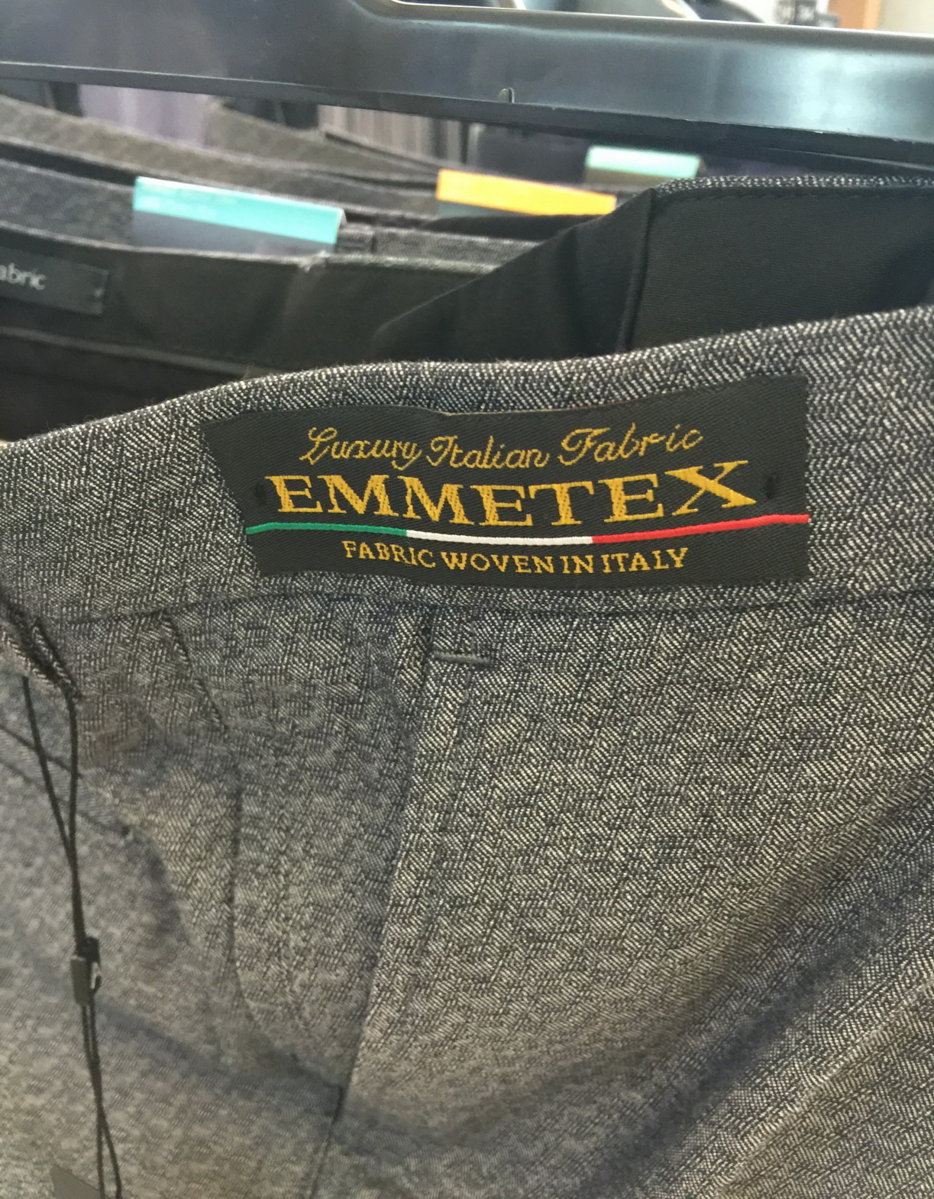 Luxury Italian Fabric
EMMETEX
FABRIC WOVEN IN ITALY